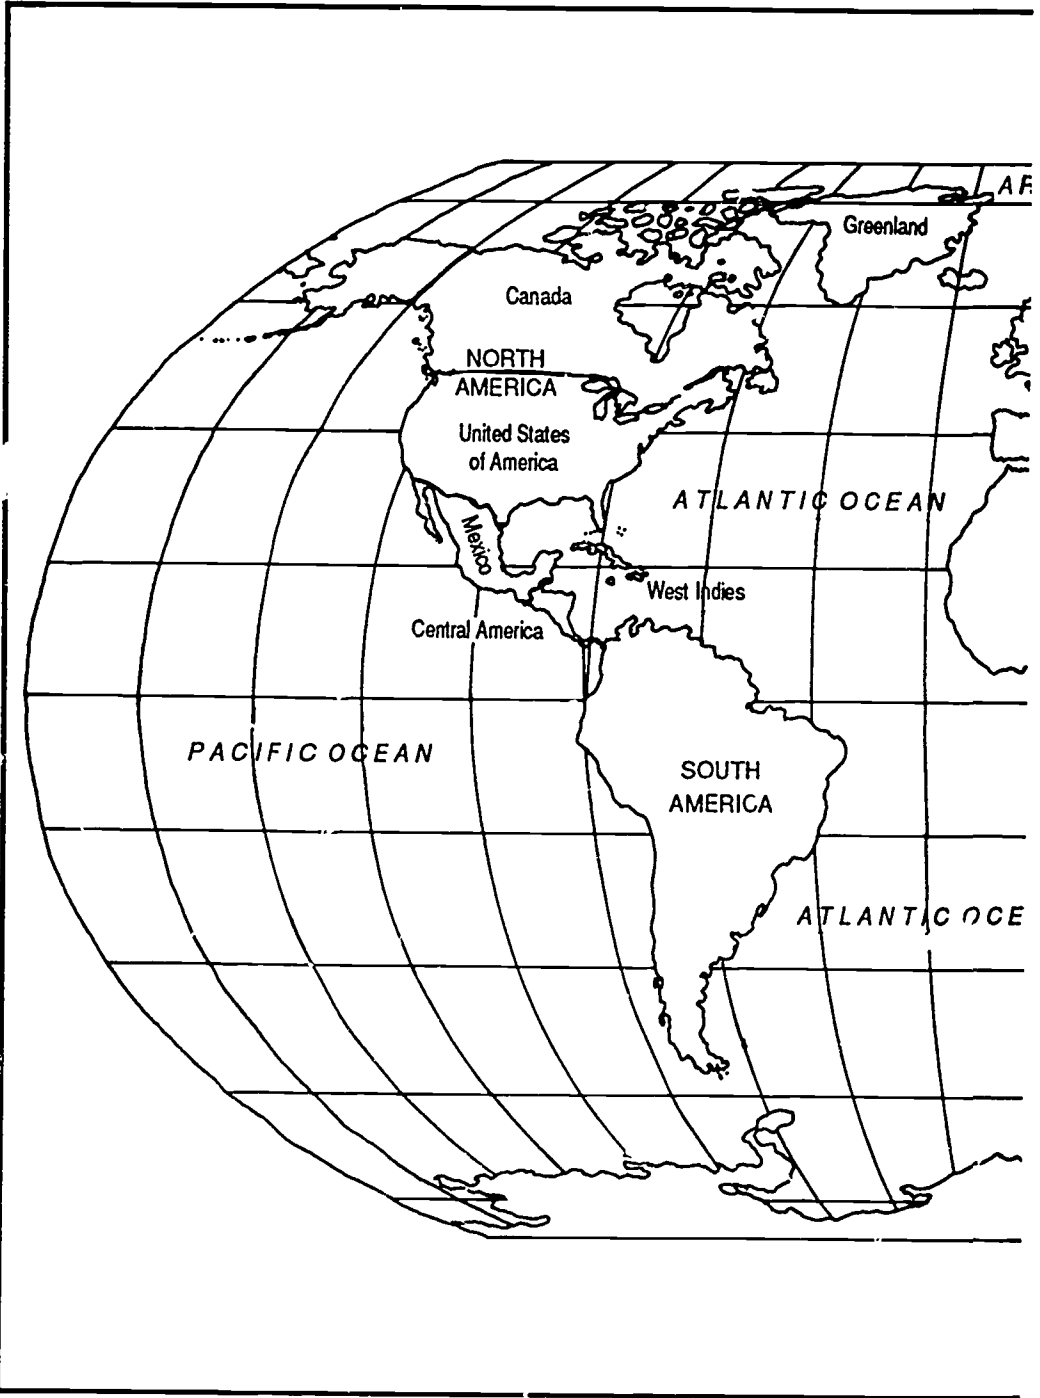 AR
Greenland
Canada
NORTH
AMERICA
United States
of America
ATLANTIC OCEAN
Mexico
West Indies
Central America
PACIFIC OCEAN
SOUTH
AMERICA
ATLANTIC OCE